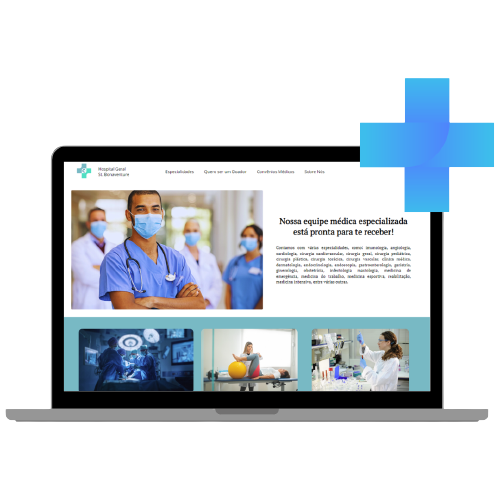 Hospital Geral
St. Bonaventure
Especialidades Quero ser um Doador Convênios Médicos Sobre Nós
Nossa equipe médica especializada
está pronta para te receber!
Contamos com várias especialidades, como imunologia, angiologia,
cardiologia, cirurgia cardiovascular, cirurgia geral, cirurgia pediátrica,
cirurgia plástica, cirurgia torácica, cirurgia vascular, clínica médica,
dermatologia, endocrinologia, endoscopia, gastroenterologia, geriatria,
ginecologia, obstetrícia, infectologia mastologia, medicina de
emergência, medicina do trabalho, medicina esportiva, reabilitação,
medicina intensiva, entre várias outras.